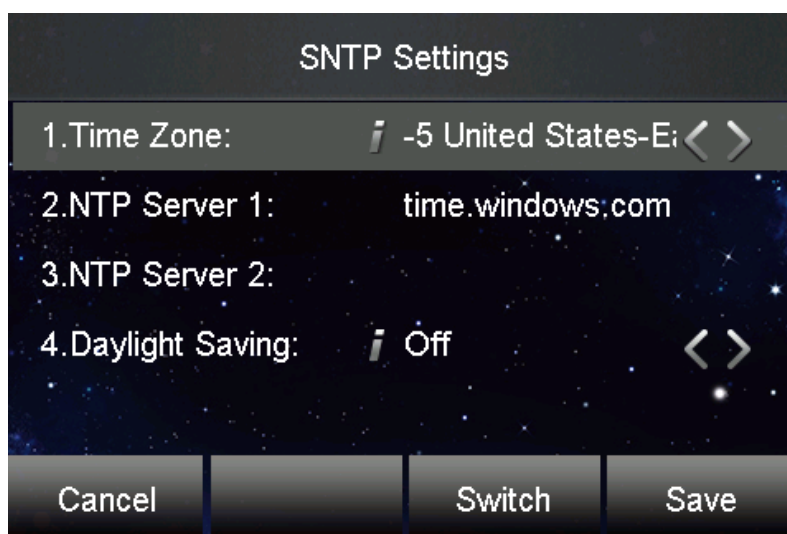 SNTP Settings
1.Time Zone: i -5 United States-Ea
2.NTP Server 1: time.windows.com
3.NTP Server 2:
4.Daylight Saving: i Off
Cancel Switch Save